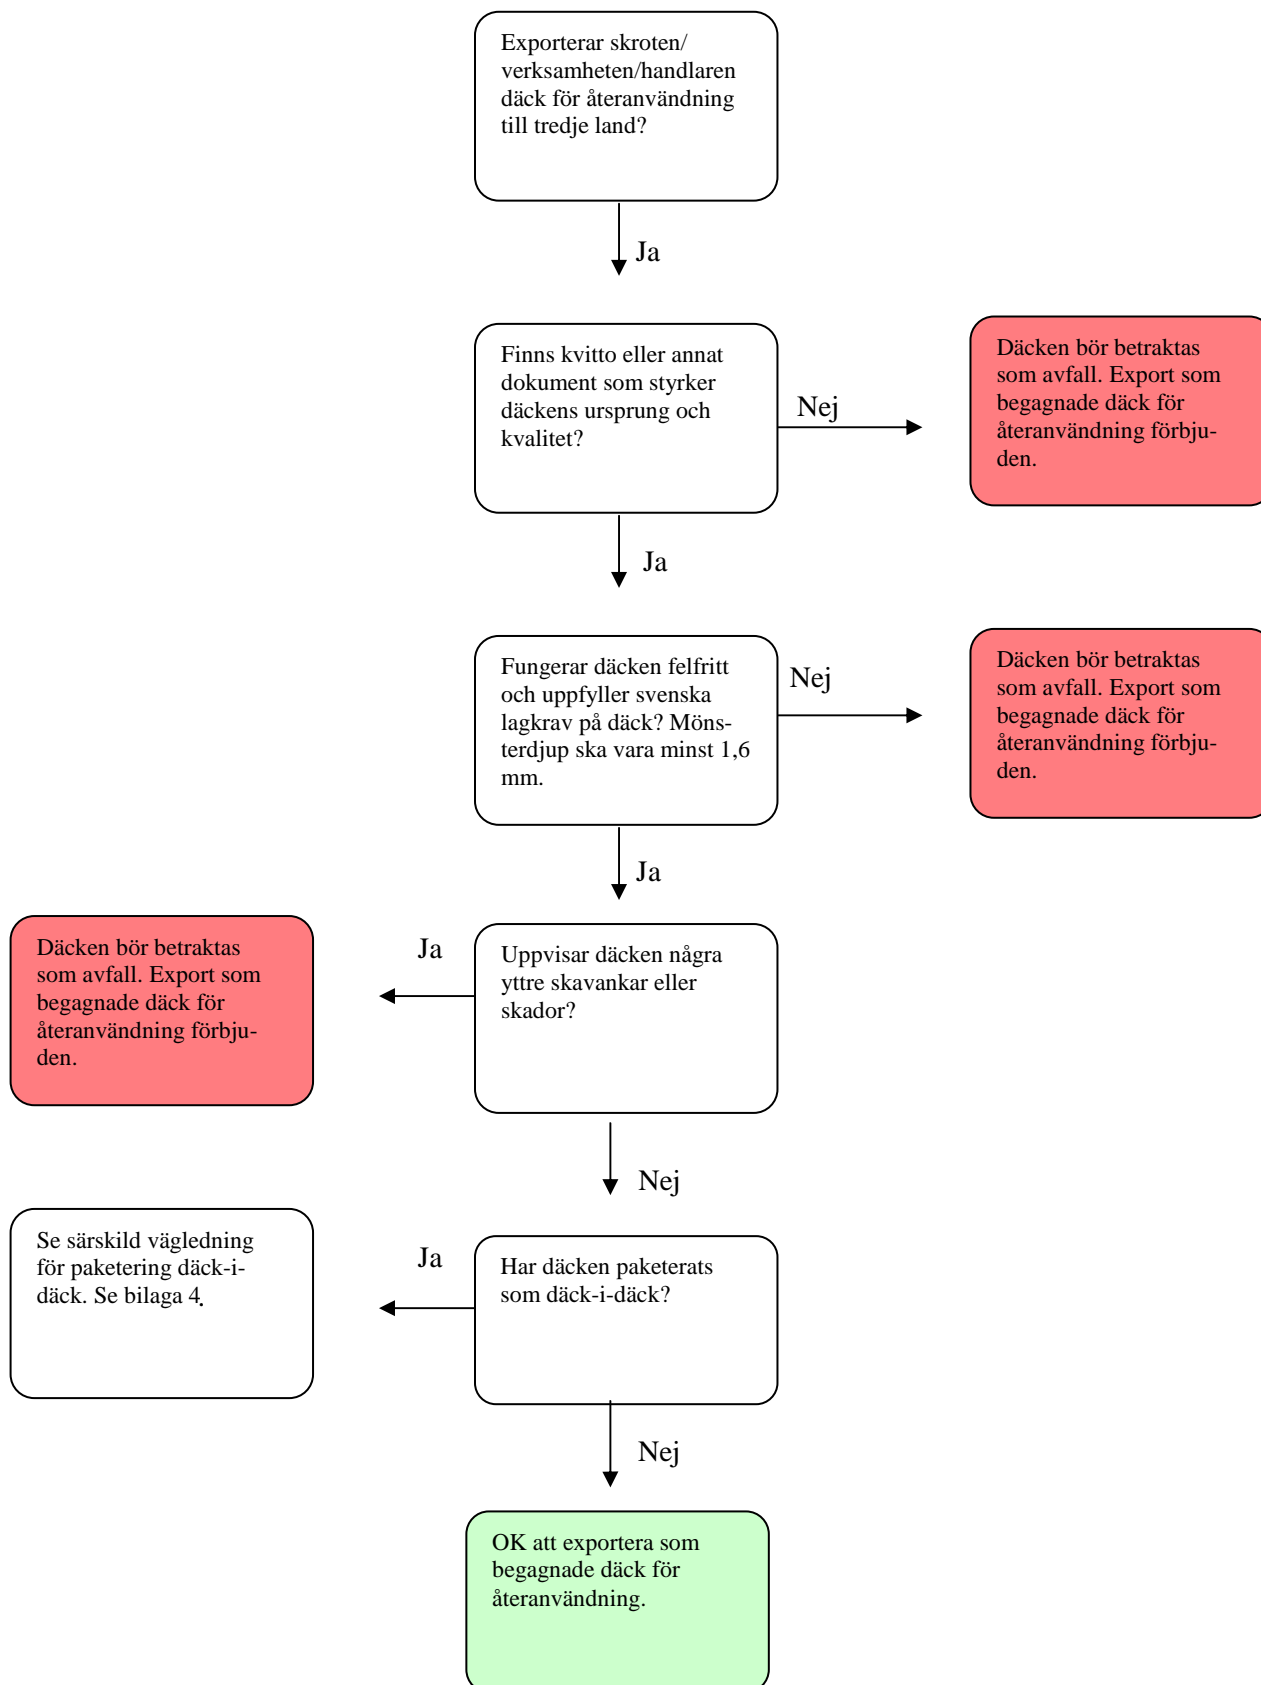 Exporterar skroten/
verksamheten/handlaren
däck för återanvändning
till tredje land?
Ja
Finns kvitto eller annat
dokument som styrker
däckens ursprung och
kvalitet?
Nej
Däcken bör betraktas
som avfall. Export som
begagnade däck för
återanvändning förbju-
den.
Ja
Fungerar däcken felfritt
och uppfyller svenska
lagkrav på däck? Möns-
terdjup ska vara minst 1,6
mm.
Nej
Däcken bör betraktas
som avfall. Export som
begagnade däck för
återanvändning förbju-
den.
Ja
Däcken bör betraktas
som avfall. Export som
begagnade däck för
återanvändning förbju-
den.
Ja
Uppvisar däcken några
yttre skavankar eller
skador?
Nej
Se särskild vägledning
för paketering däck-i-
däck. Se bilaga 4.
Ja
Har däcken paketerats
som däck-i-däck?
Nej
OK att exportera som
begagnade däck för
återanvändning.